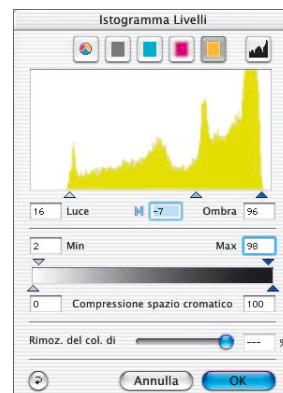 Istogramma Livelli
16 Luce -7 Ombra 96
2 Min Max 98
0 Compressione spazio cromatico 100
Rimoz. del col. di --- %
Annulla OK